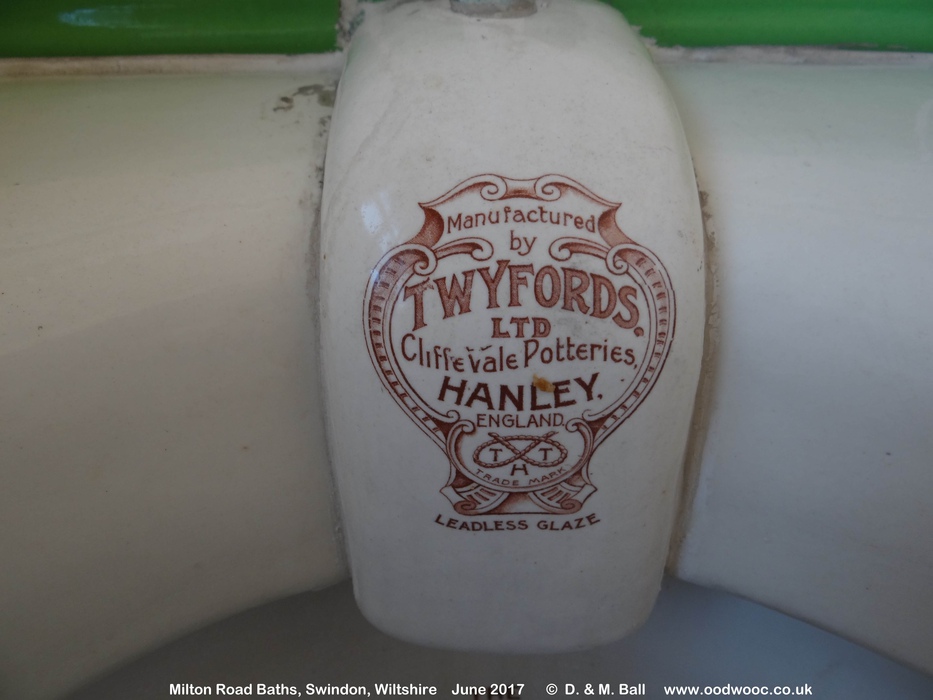 Manufactured
by
TWYFORDS.
LTD
Cliffe Vale Potteries,
HANLEY.
ENGLAND.
T T
H
TRADE MARK
LEADLESS GLAZE
Milton Road Baths, Swindon, Wiltshire June 2017 © D. & M. Ball www.oodwooc.co.uk